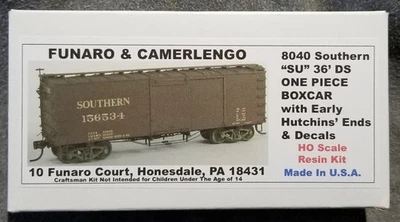 FUNARO & CAMERLENGO
SOUTHERN
156534
10 Funaro Court, Honesdale, PA 18431
Craftsman Kit Not Intended for Children Under The Age of 14
8040 Southern
“SU” 36' DS
ONE PIECE
BOXCAR
with Early
Hutchins' Ends
& Decals
HO Scale
Resin Kit
Made In U.S.A.